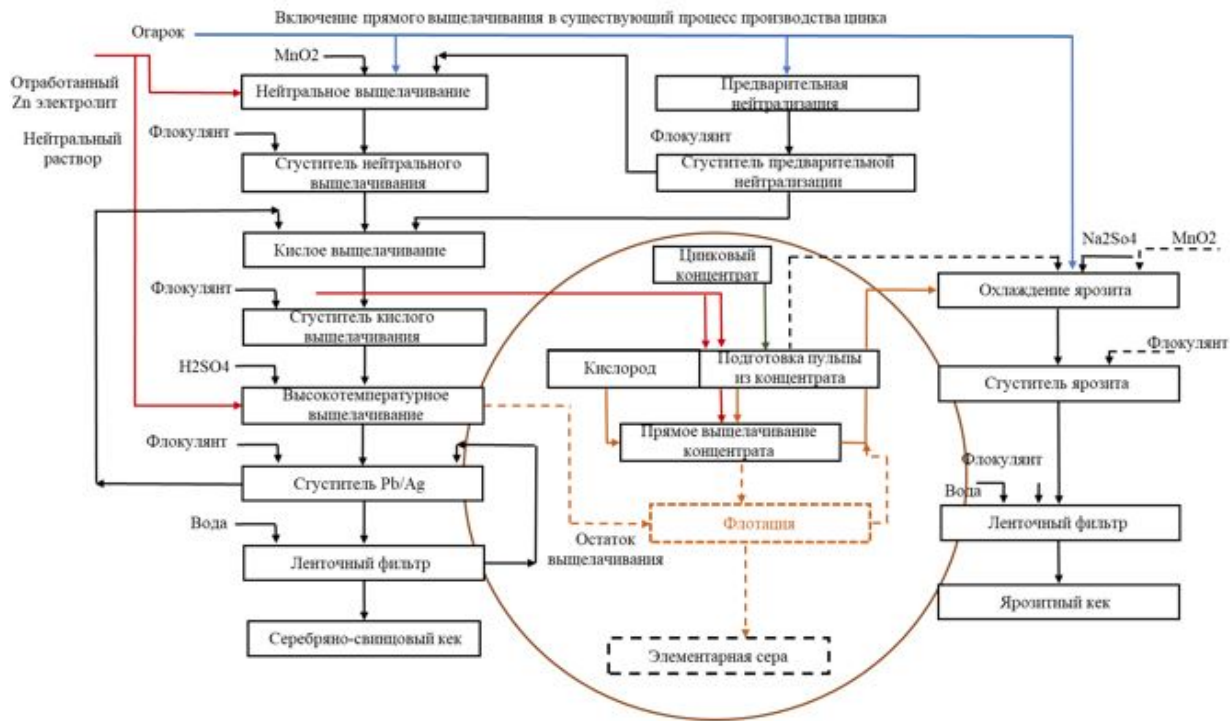 Включение прямого выщелачивания в существующий процесс производства цинка
Огарок
MnO2
Отработанный
Zn электролит
Нейтральное выщелачивание
Предварительная
нейтрализация
Нейтральный
раствор
Флокулянт
Флокулянт
Сгуститель нейтрального
выщелачивания
Сгуститель предварительной
нейтрализации
Кислое выщелачивание
Цинковый
концентрат
Na2So4
MnO2
Охлаждение ярозита
Флокулянт
Сгуститель кислого
выщелачивания
Кислород
Подготовка пульпы
из концентрата
Флокулянт
H2SO4
Сгуститель ярозита
Высокотемпературное
выщелачивание
Прямое выщелачивание
концентрата
Флокулянт
Флокулянт
Сгуститель Pb/Ag
Вода
Вода
Флотация
Ленточный фильтр
Остаток
выщелачивания
Ленточный фильтр
Ярозитный кек
Серебряно-свинцовый кек
Элементарная сера